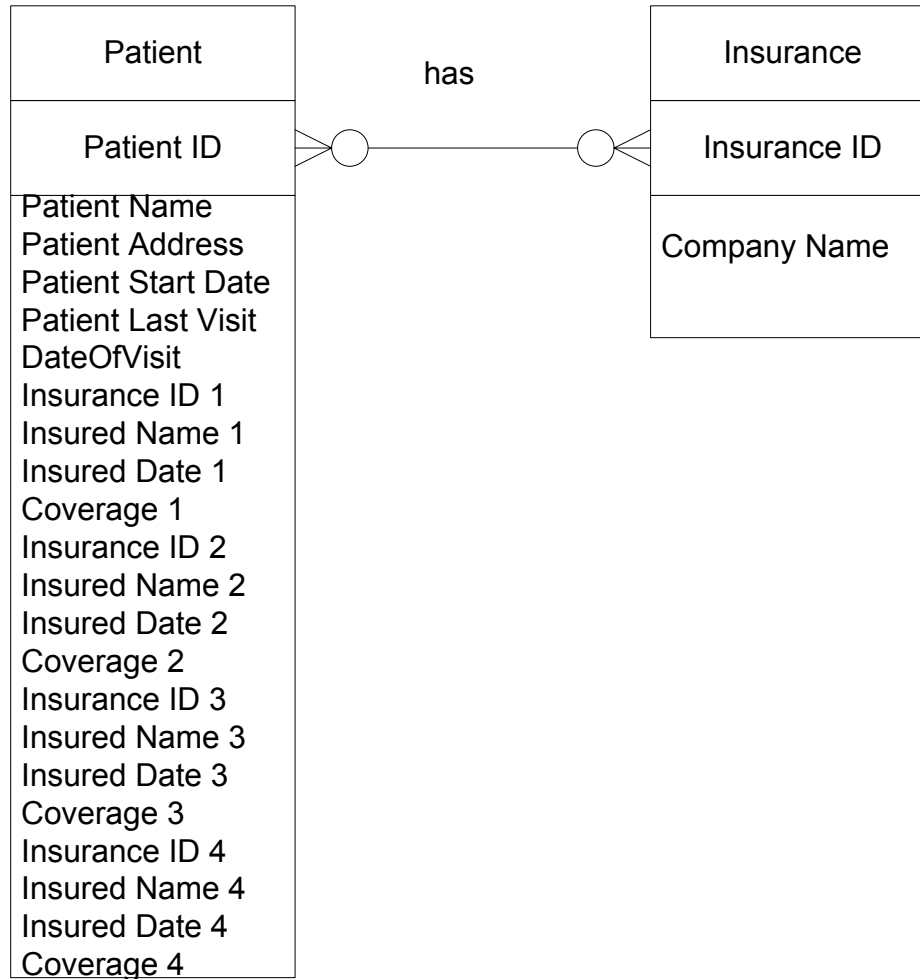 Patient
has
Insurance
Patient ID
Insurance ID
Patient Name
Patient Address
Patient Start Date
Patient Last Visit
DateOfVisit
Insurance ID 1
Insured Name 1
Insured Date 1
Coverage 1
Insurance ID 2
Insured Name 2
Insured Date 2
Coverage 2
Insurance ID 3
Insured Name 3
Insured Date 3
Coverage 3
Insurance ID 4
Insured Name 4
Insured Date 4
Coverage 4
Company Name